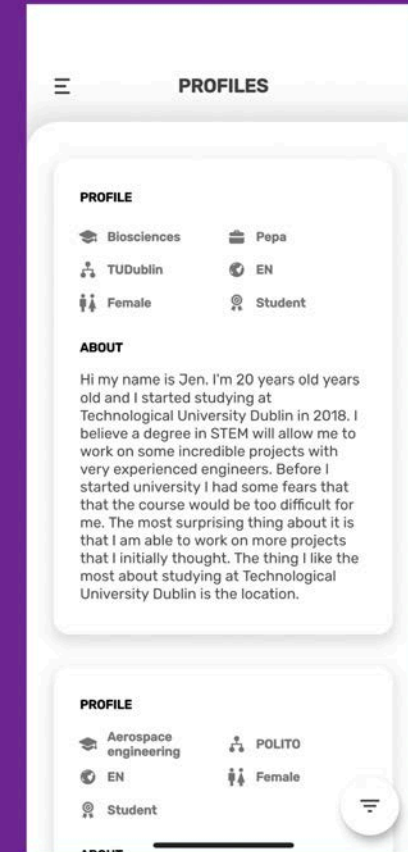 PROFILES
PROFILE
Biosciences
Pepa
TUDublin
EN
Female
Student
ABOUT
Hi my name is Jen. I'm 20 years old years
old and I started studying at
Technological University Dublin in 2018. I
believe a degree in STEM will allow me to
work on some incredible projects with
very experienced engineers. Before I
started university I had some fears that
that the course would be too difficult for
me. The most surprising thing about it is
that I am able to work on more projects
that I initially thought. The thing I like the
most about studying at Technological
University Dublin is the location.
PROFILE
Aerospace
engineering
POLITO
EN
Female
Student
ABOUT